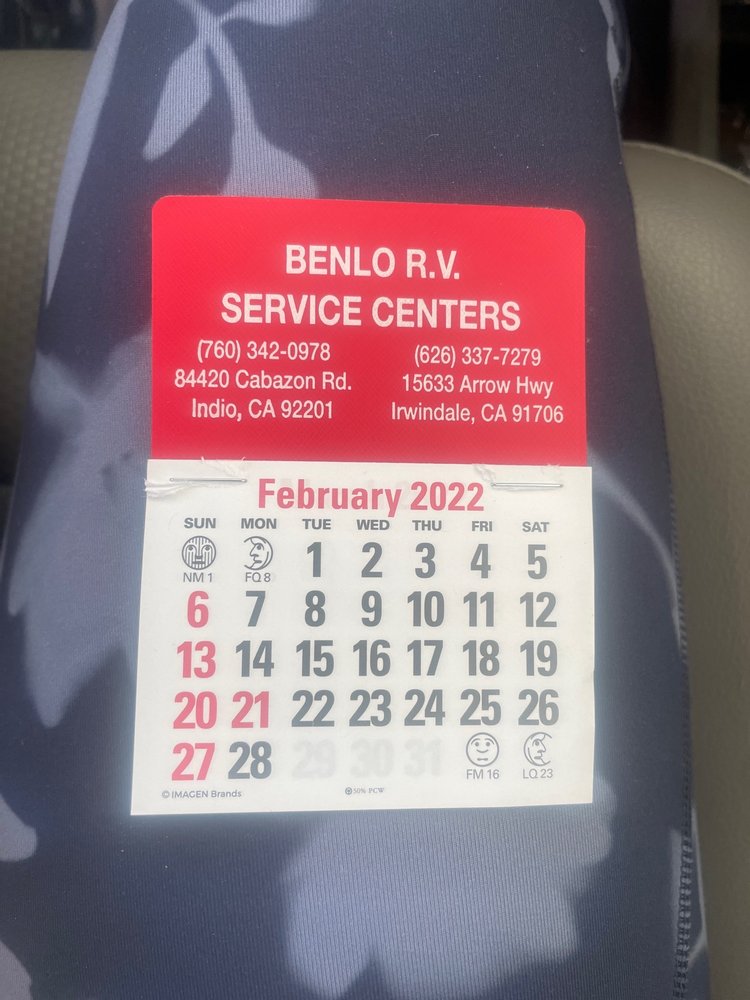 BENLO R.V.
SERVICE CENTERS
(760) 342-0978
84420 Cabazon Rd.
Indio, CA 92201
(626) 337-7279
15633 Arrow Hwy
Irwindale, CA 91706
February 2022
SUN MON TUE WED THU FRI SAT
NM 1 FQ 8 1 2 3 4 5
6 7 8 9 10 11 12
13 14 15 16 17 18 19
20 21 22 23 24 25 26
27 28 29 30 31 FM 16 LQ 23
© IMAGEN Brands
50% PCW